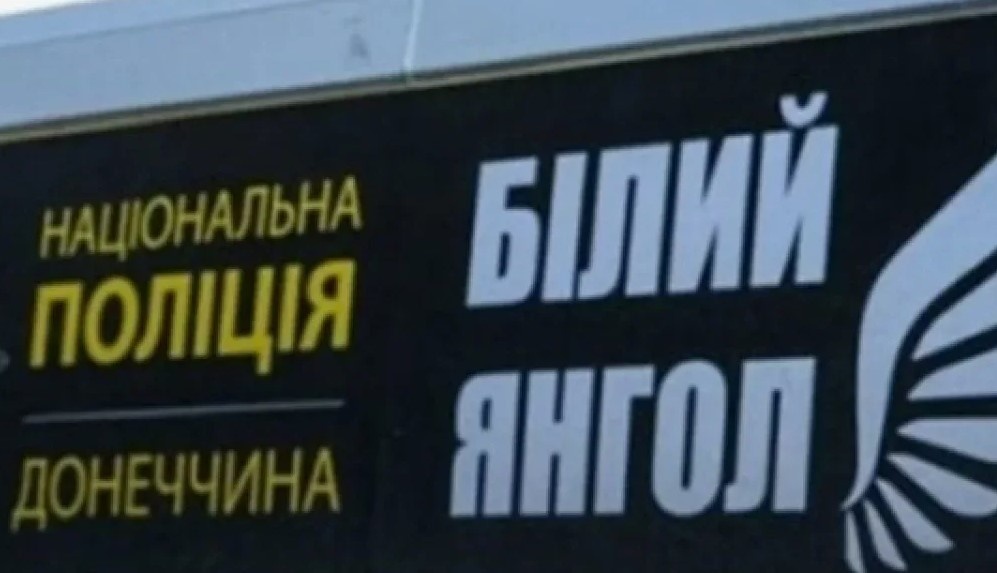 НАЦІОНАЛЬНА
ПОЛІЦІЯ
ДОНЕЧЧИНА
БІЛИЙ
ЯНГОЛ